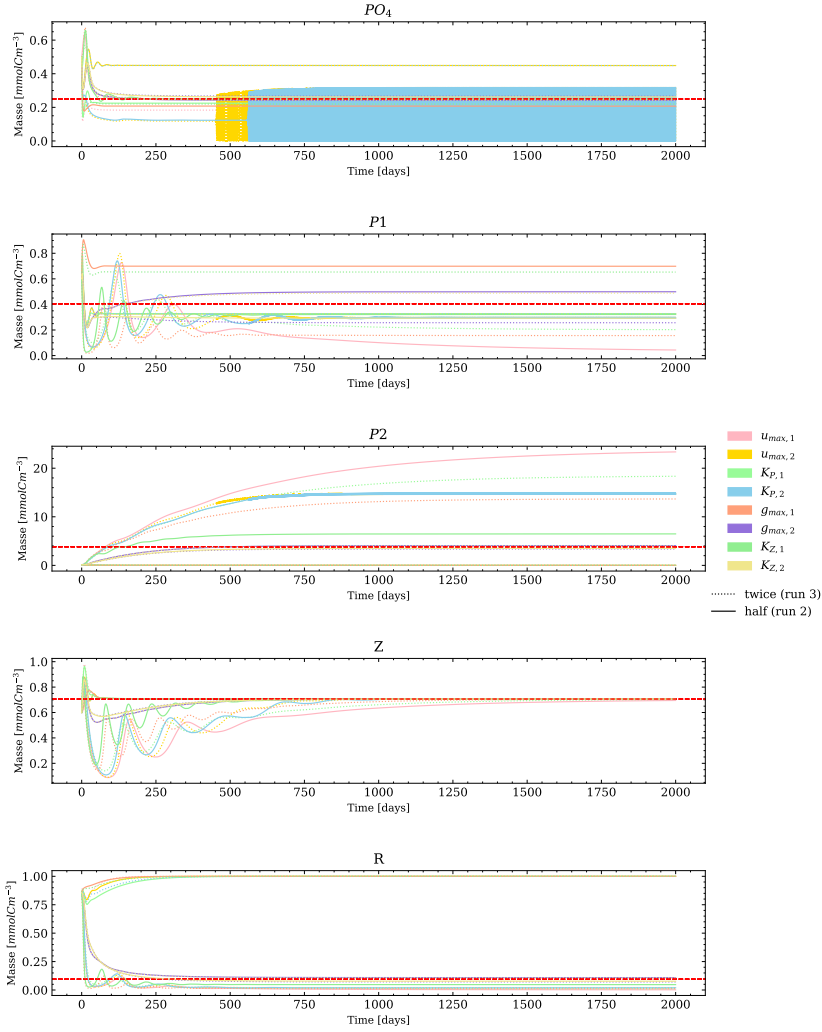 PO₄
Masse [mmolCm⁻³]
0.6
0.4
0.2
0.0
0 250 500 750 1000 1250 1500 1750 2000
Time [days]
P1
Masse [mmolCm⁻³]
0.8
0.6
0.4
0.2
0.0
0 250 500 750 1000 1250 1500 1750 2000
Time [days]
P2
Masse [mmolCm⁻³]
20
10
0
0 250 500 750 1000 1250 1500 1750 2000
Time [days]
u_max, 1
u_max, 2
K_P, 1
K_P, 2
g_max, 1
g_max, 2
K_Z, 1
K_Z, 2
twice (run 3)
half (run 2)
Z
Masse [mmolCm⁻³]
1.0
0.8
0.6
0.4
0.2
0 250 500 750 1000 1250 1500 1750 2000
Time [days]
R
Masse [mmolCm⁻³]
1.00
0.75
0.50
0.25
0.00
0 250 500 750 1000 1250 1500 1750 2000
Time [days]